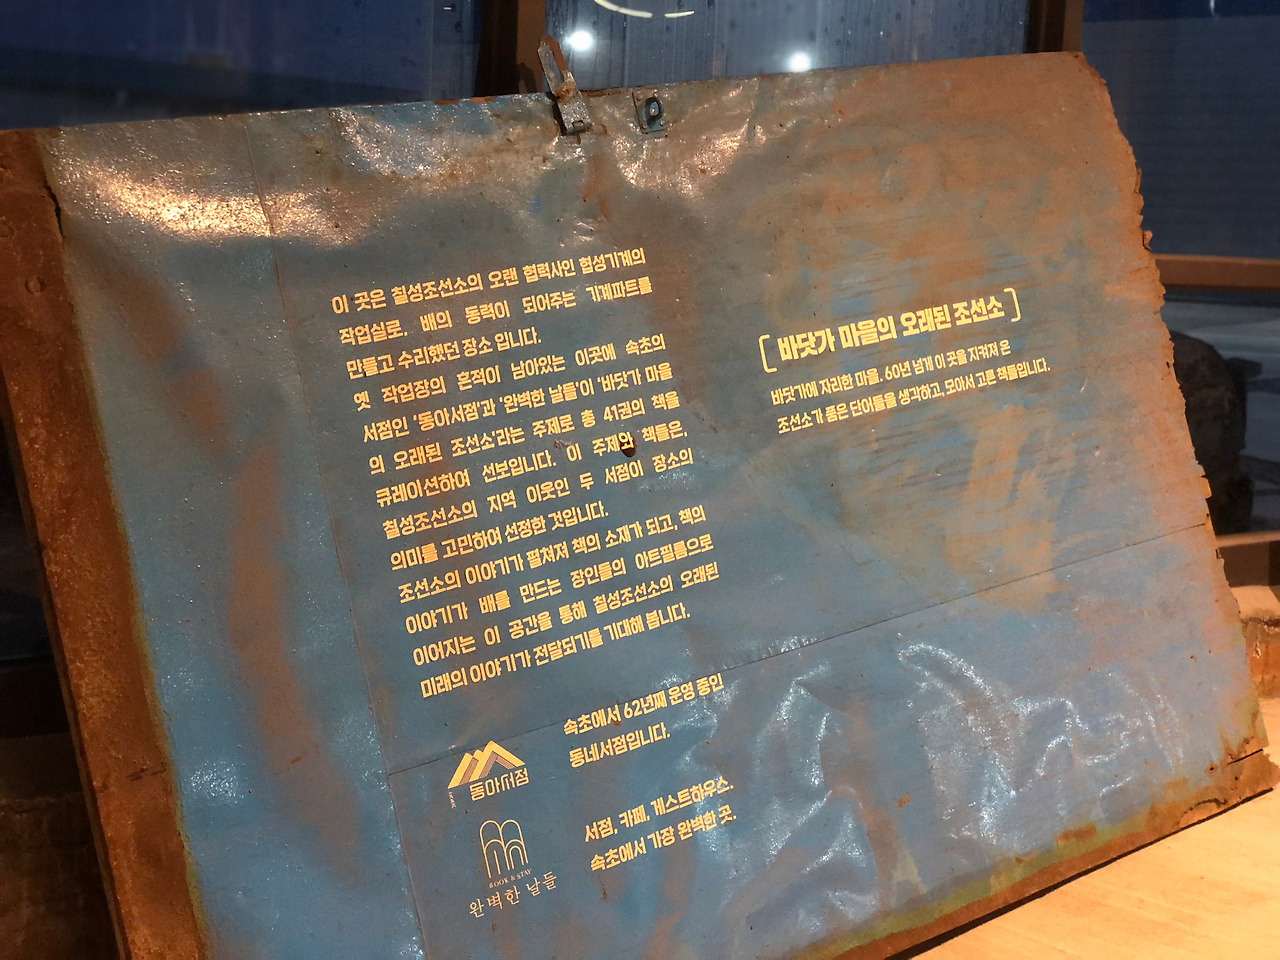 이 곳은 칠성조선소의 오랜 협력사인 협성기계의
작업실로, 배의 동력이 되어주는 기계파트를
만들고 수리했던 장소 입니다.
옛 작업장의 흔적이 남아있는 이곳에 속초의
서점인 '동아서점'과 '완벽한 날들'이 '바닷가 마을
의 오래된 조선소'라는 주제로 총 41권의 책을
큐레이션하여 선보입니다. 이 주제와 책들은,
칠성조선소의 지역 이웃인 두 서점이 장소의
의미를 고민하여 선정한 것입니다.
조선소의 이야기가 펼쳐져 책의 소재가 되고, 책의
이야기가 배를 만드는 장인들의 아트필름으로
이어지는 이 공간을 통해 칠성조선소의 오래된
미래의 이야기가 전달되기를 기대해 봅니다.
동아서점
속초에서 62년째 운영 중인
동네서점입니다.
BOOK & STAY
완벽한 날들
서점, 카페, 게스트하우스.
속초에서 가장 완벽한 곳.
[ 바닷가 마을의 오래된 조선소 ]
바닷가에 자리한 마을. 60년 넘게 이 곳을 지켜져 온
조선소가 품은 단어들을 생각하고, 모아서 고른 책들입니다.